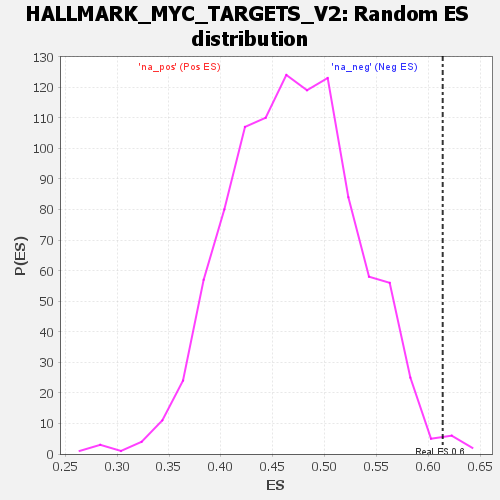 HALLMARK_MYC_TARGETS_V2: Random ES
distribution
'na_pos' (Pos ES)
'na_neg' (Neg ES)
130
120
110
100
90
80
70
60
50
40
30
20
10
0
P(ES)
Real ES 0.6
0.25 0.30 0.35 0.40 0.45 0.50 0.55 0.60 0.65
ES